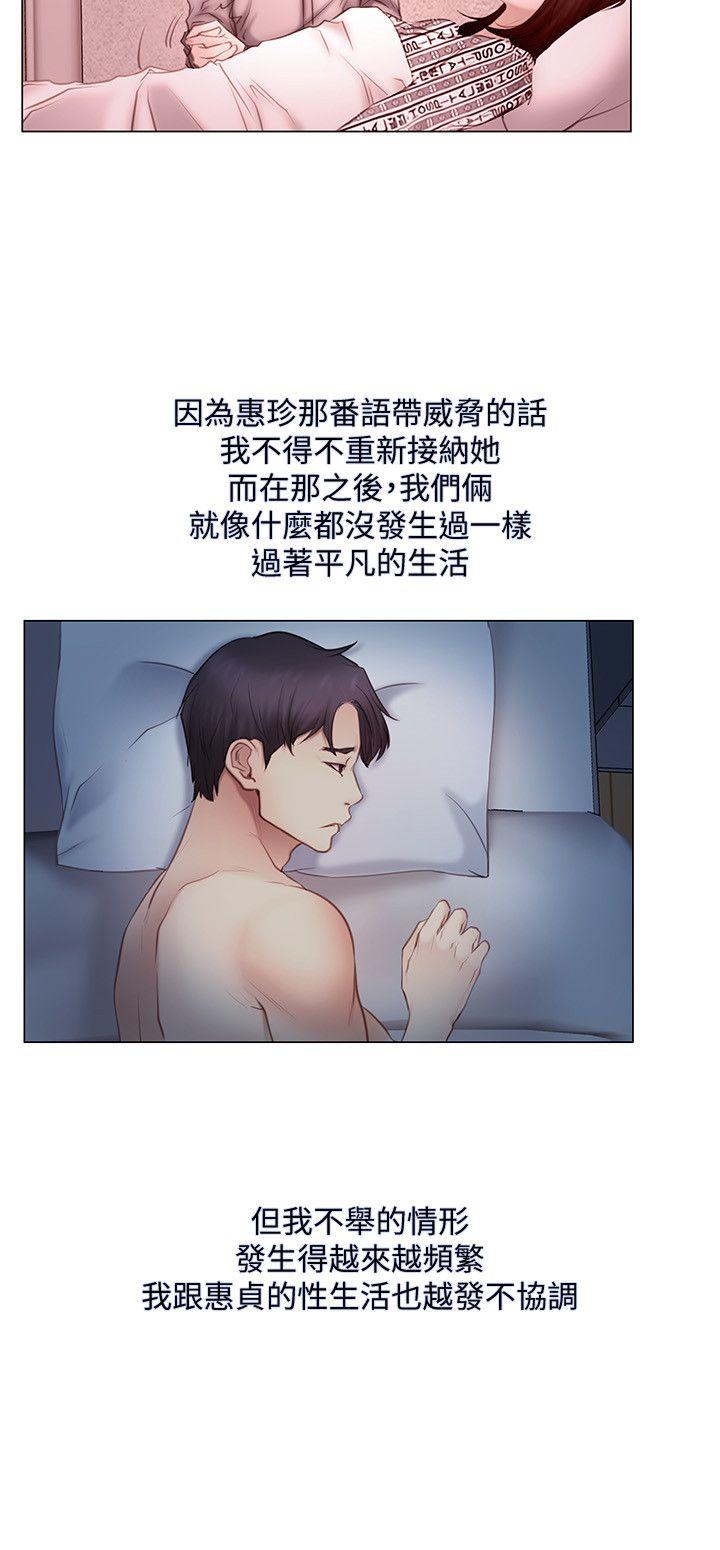 因為惠珍那番語帶威脅的話
我不得不重新接納她
而在那之後,我們倆
就像什麼都沒發生過一樣
過著平凡的生活
但我不舉的情形
發生得越來越頻繁
我跟惠貞的性生活也越發不協調